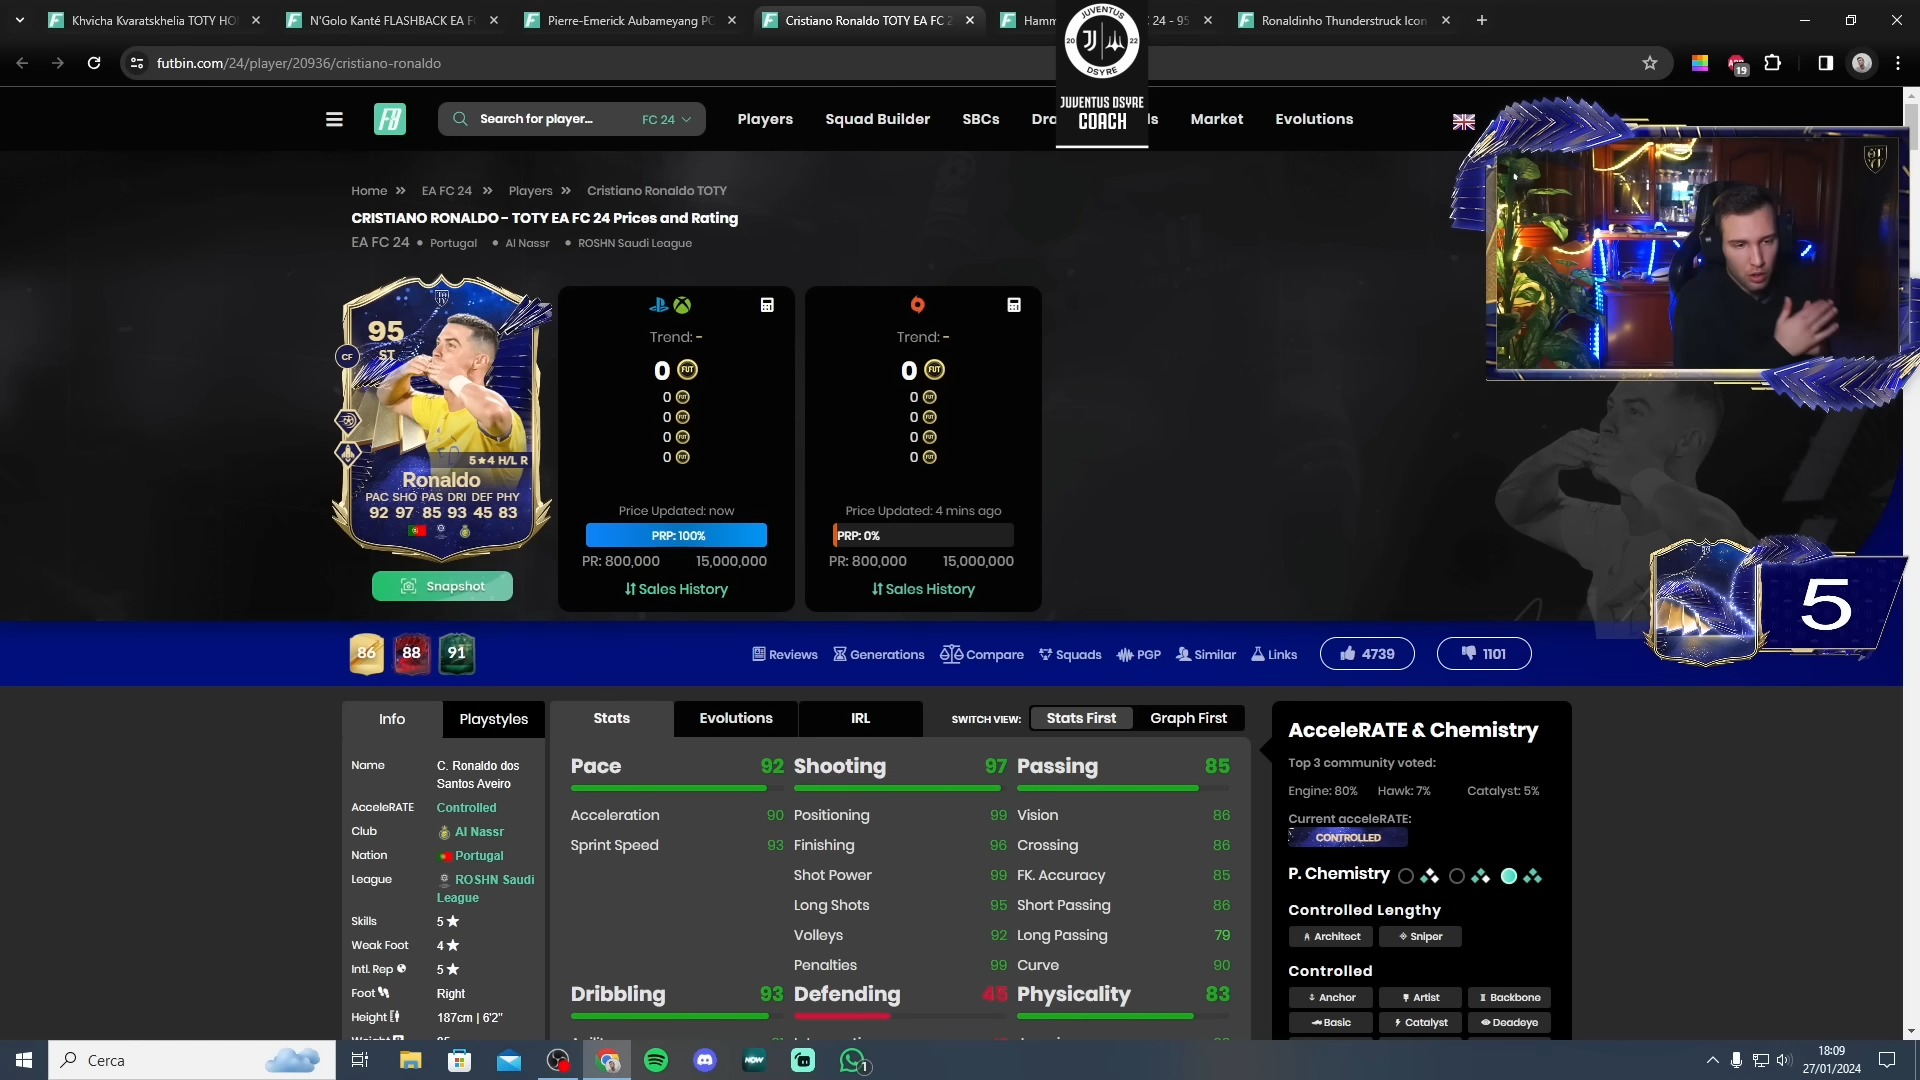 Khvicha Kvaratskhelia TOTY HO
N'Golo Kanté FLASHBACK EA F
Pierre-Emerick Aubameyang PO
Cristiano Ronaldo TOTY EA FC 2
Hamm
24 - 95
Ronaldinho Thunderstruck Icon
futbin.com/24/player/20936/cristiano-ronaldo
19
JUVENTUS
20 22
DSYRE
JUVENTUS DSYRE
COACH
Search for player...
FC 24
Players
Squad Builder
SBCs
Dra
ls
Market
Evolutions
Home » EA FC 24 » Players » Cristiano Ronaldo TOTY
CRISTIANO RONALDO - TOTY EA FC 24 Prices and Rating
EA FC 24 • Portugal • Al Nassr • ROSHN Saudi League
95
ST
CF
5★4 H/L R
Ronaldo
PAC SHO PAS DRI DEF PHY
92 97 85 93 45 83
Snapshot
Trend: -
0
0
0
0
0
Price Updated: now
PRP: 100%
PR: 800,000 15,000,000
Sales History
Trend: -
0
0
0
0
0
Price Updated: 4 mins ago
PRP: 0%
PR: 800,000 15,000,000
Sales History
5
86
88
91
Reviews
Generations
Compare
Squads
PGP
Similar
Links
4739
1101
Info
Playstyles
Name C. Ronaldo dos
Santos Aveiro
AcceleRATE Controlled
Club Al Nassr
Nation Portugal
League ROSHN Saudi
League
Skills 5 ★
Weak Foot 4 ★
Intl. Rep 5 ★
Foot Right
Height 187cm | 6'2"
Stats
Evolutions
IRL
SWITCH VIEW:
Stats First
Graph First
Pace 92
Acceleration 90
Sprint Speed 93
Shooting 97
Positioning 99
Finishing 96
Shot Power 99
Long Shots 95
Volleys 92
Penalties 99
Passing 85
Vision 86
Crossing 86
FK. Accuracy 85
Short Passing 86
Long Passing 79
Curve 90
Dribbling 93
Defending 45
Physicality 83
AcceleRATE & Chemistry
Top 3 community voted:
Engine: 80% Hawk: 7% Catalyst: 5%
Current acceleRATE:
CONTROLLED
P. Chemistry
Controlled Lengthy
Architect
Sniper
Controlled
Anchor
Artist
Backbone
Basic
Catalyst
Deadeye
Cerca
NOW
1
18:09
27/01/2024